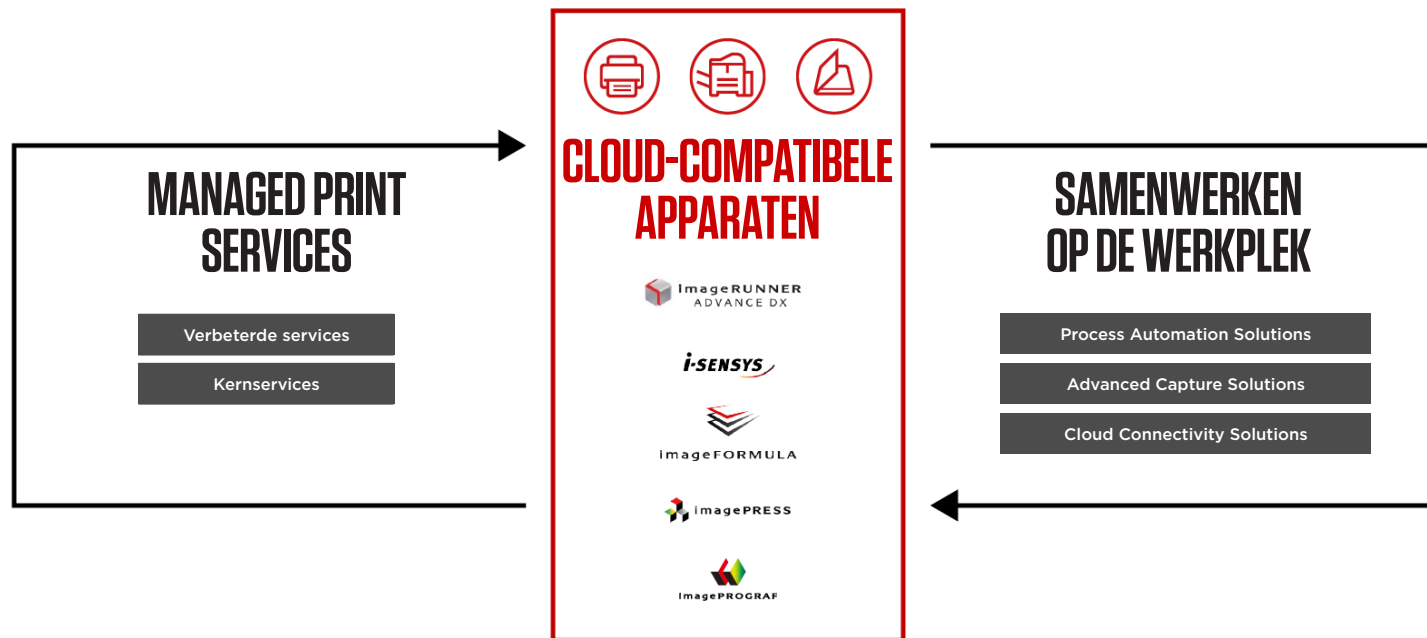 MANAGED PRINT
SERVICES
Verbeterde services
Kernservices
CLOUD-COMPATIBELE
APPARATEN
imageRUNNER
ADVANCE DX
i-SENSYS
imageFORMULA
imagePRESS
imagePROGRAF
SAMENWERKEN
OP DE WERKPLEK
Process Automation Solutions
Advanced Capture Solutions
Cloud Connectivity Solutions